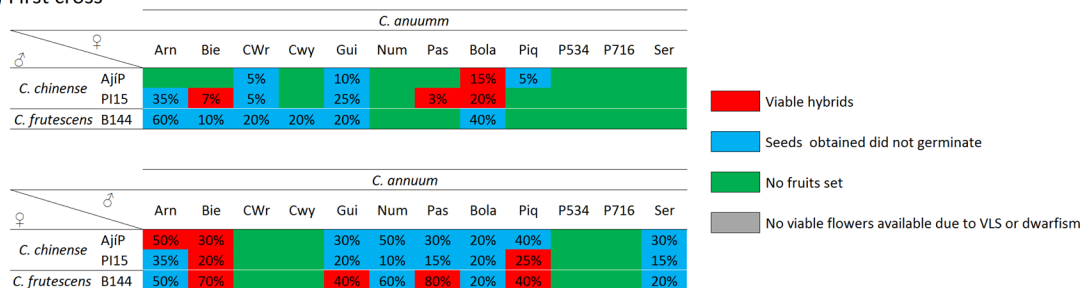 First cross
C. anuumm
♀
♂
Arn Bie CWr Cwy Gui Num Pas Bola Piq P534 P716 Ser
C. chinense
AjíP 5% 10% 15% 5%
PI15 35% 7% 5% 25% 3% 20%
C. frutescens B144 60% 10% 20% 20% 20% 40%
Viable hybrids
Seeds obtained did not germinate
No fruits set
No viable flowers available due to VLS or dwarfism
C. annuum
♂
♀
Arn Bie CWr Cwy Gui Num Pas Bola Piq P534 P716 Ser
C. chinense
AjíP 50% 30% 30% 50% 30% 20% 40% 30%
PI15 35% 20% 20% 10% 15% 20% 25% 15%
C. frutescens B144 50% 70% 40% 60% 80% 20% 40% 20%